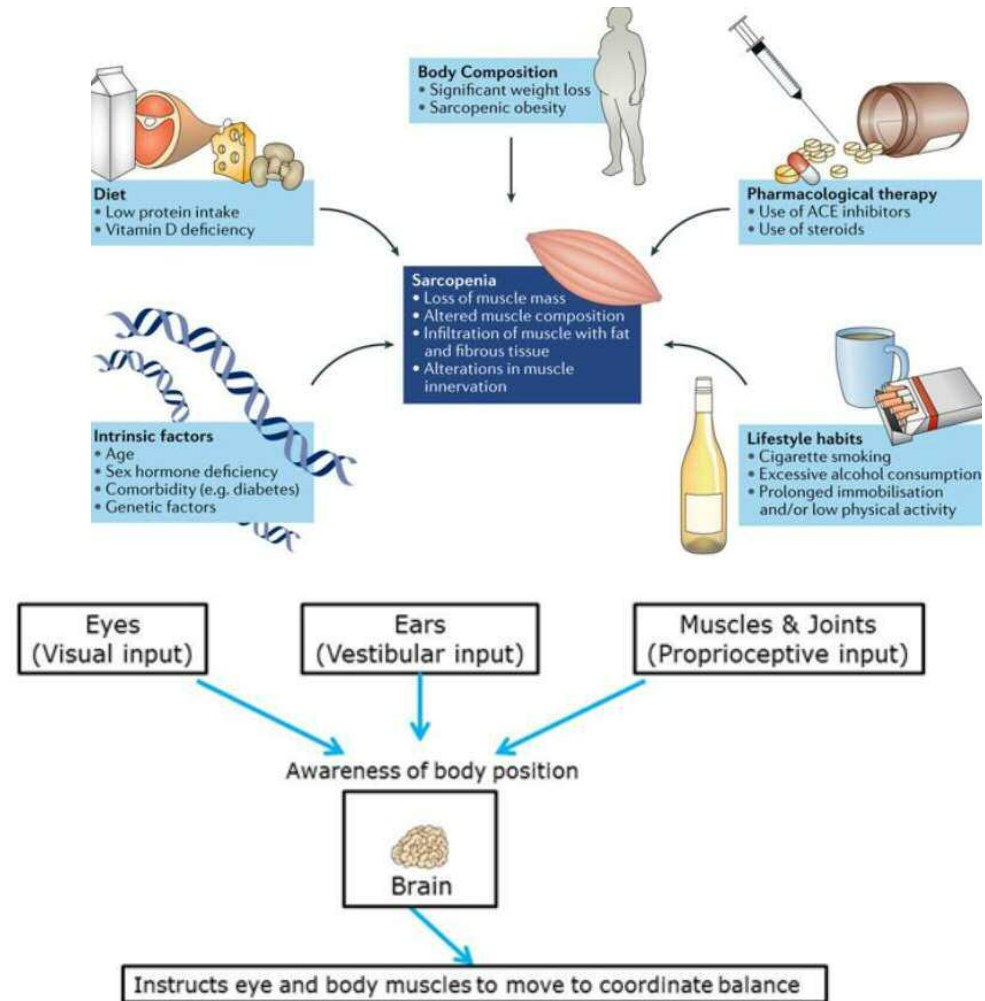 Body Composition
• Significant weight loss
• Sarcopenic obesity
Diet
• Low protein intake
• Vitamin D deficiency
Pharmacological therapy
• Use of ACE inhibitors
• Use of steroids
Sarcopenia
• Loss of muscle mass
• Altered muscle composition
• Infiltration of muscle with fat
and fibrous tissue
• Alterations in muscle
innervation
Intrinsic factors
• Age
• Sex hormone deficiency
• Comorbidity (e.g. diabetes)
• Genetic factors
Lifestyle habits
• Cigarette smoking
• Excessive alcohol consumption
• Prolonged immobilisation
and/or low physical activity
Eyes
(Visual input)
Ears
(Vestibular input)
Muscles & Joints
(Proprioceptive input)
Awareness of body position
Brain
Instructs eye and body muscles to move to coordinate balance